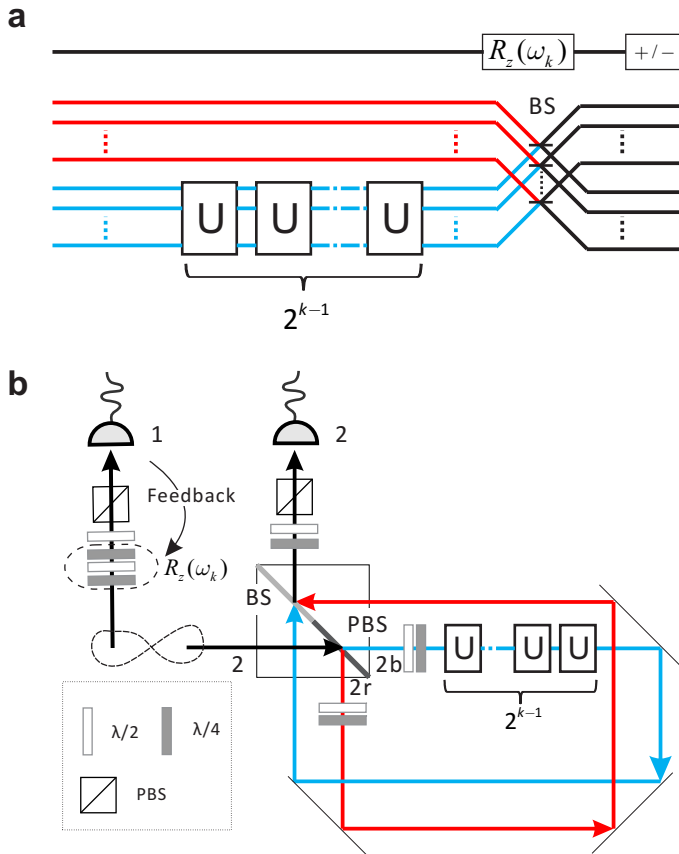 a
R_z(ω_k)
+/−
BS
U U U
2^{k−1}
b
1
2
Feedback
R_z(ω_k)
BS
PBS
2
2b
U U U
2r
2^{k−1}
λ/2
λ/4
PBS